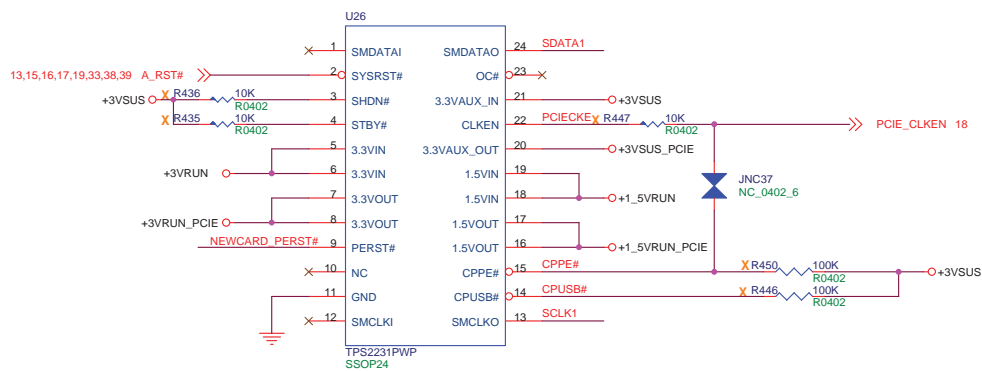 U26
1 SMDATAI SMDATAO 24 SDATA1
13,15,16,17,19,33,38,39 A_RST# 2 SYSRST# OC# 23
+3VSUS X R436 10K R0402 3 SHDN# 3.3VAUX_IN 21 +3VSUS
X R435 10K R0402 4 STBY# CLKEN 22 PCIECKE X R447 10K R0402 PCIE_CLKEN 18
5 3.3VIN 3.3VAUX_OUT 20 +3VSUS_PCIE
+3VRUN 6 3.3VIN 1.5VIN 19
JNC37
NC_0402_6
7 3.3VOUT 1.5VIN 18 +1_5VRUN
+3VRUN_PCIE 8 3.3VOUT 1.5VOUT 17
NEWCARD_PERST# 9 PERST# 1.5VOUT 16 +1_5VRUN_PCIE
10 NC CPPE# 15 CPPE# X R450 100K R0402 +3VSUS
11 GND CPUSB# 14 CPUSB# X R446 100K R0402
12 SMCLKI SMCLKO 13 SCLK1
TPS2231PWP
SSOP24